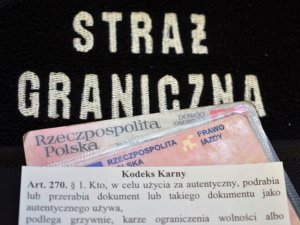 STRAŻ
GRANICZNA
Rzeczpospolita
Polska
DOWÓD
RZECZPOSPOLITA
POLSKA
PRAWO
JAZDY
Kodeks Karny
Art. 270. § 1. Kto, w celu użycia za autentyczny, podrabia
lub przerabia dokument lub takiego dokumentu jako
autentycznego używa,
podlega grzywnie, karze ograniczenia wolności albo